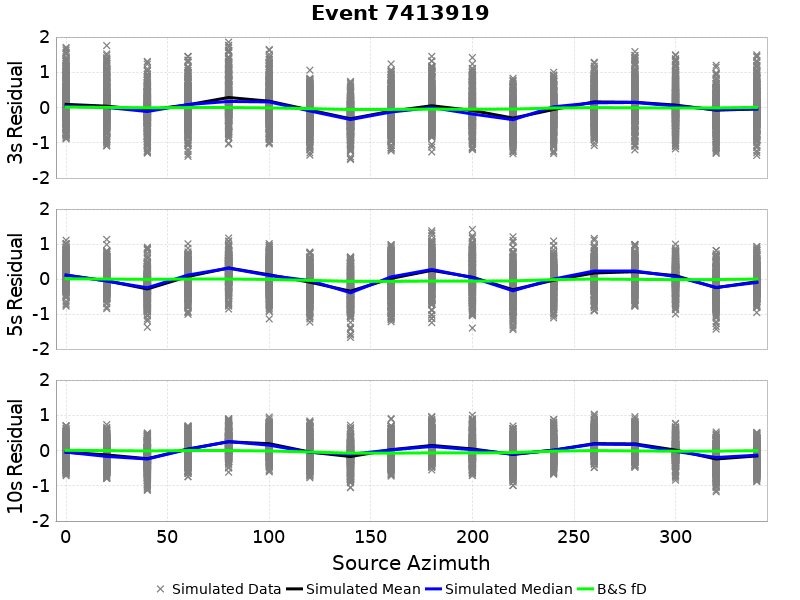 Event 7413919
3s Residual
2
1
0
-1
-2
5s Residual
2
1
0
-1
-2
10s Residual
2
1
0
-1
-2
0 50 100 150 200 250 300
Source Azimuth
Simulated Data Simulated Mean Simulated Median B&S fD